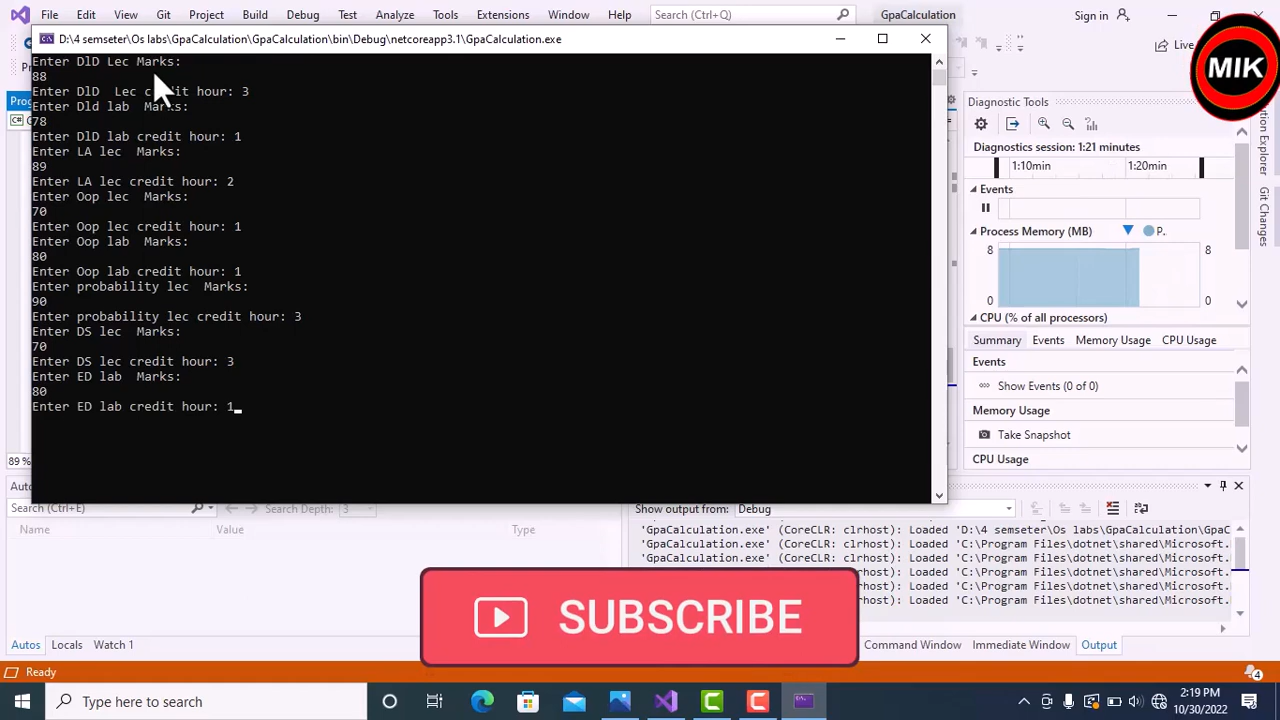 File Edit View Git Project Build Debug Test Analyze Tools Extensions Window Help Search (Ctrl+Q) GpaCalculation Sign in
D:\4 semseter\Os labs\GpaCalculation\GpaCalculation\bin\Debug\netcoreapp3.1\GpaCalculation.exe
MIK
Live
Enter DlD Lec Marks:
88
Enter DlD  Lec credit hour: 3
Enter Dld lab  Marks:
78
Enter DlD lab credit hour: 1
Enter LA lec  Marks:
89
Enter LA lec credit hour: 2
Enter Oop lec  Marks:
70
Enter Oop lec credit hour: 1
Enter Oop lab  Marks:
80
Enter Oop lab credit hour: 1
Enter probability lec  Marks:
90
Enter probability lec credit hour: 3
Enter DS lec  Marks:
70
Enter DS lec credit hour: 3
Enter ED lab  Marks:
80
Enter ED lab credit hour: 1
Diagnostic Tools
Diagnostics session: 1:21 minutes
1:10min 1:20min
Events
Process Memory (MB) P.
8 8
0 0
CPU (% of all processors)
Summary Events Memory Usage CPU Usage
Events
Show Events (0 of 0)
Memory Usage
Take Snapshot
CPU Usage
Git Changes
89 %
Search (Ctrl+E) Search Depth: 3
Name Value Type
Show output from: Debug
'GpaCalculation.exe' (CoreCLR: clrhost): Loaded 'D:\4 semseter\Os labs\GpaCalculation\GpaC
'GpaCalculation.exe' (CoreCLR: clrhost): Loaded 'C:\Program Files\dotnet\shared\Microsoft.
'GpaCalculation.exe' (CoreCLR: clrhost): Loaded 'C:\Program Files\dotnet\shared\Microsoft.
Loaded 'C:\Program Files\dotnet\shared\Microsoft.
Loaded 'C:\Program Files\dotnet\shared\Microsoft.
SUBSCRIBE
Autos Locals Watch 1
Command Window Immediate Window Output
Ready
4
Type here to search
2:19 PM
10/30/2022